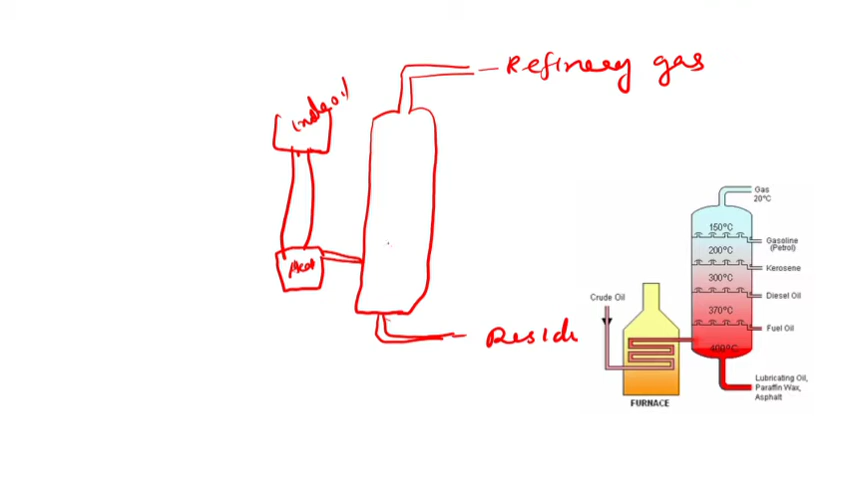 Refinery gas
Gas
20°C
150°C
Gasoline
(Petrol)
200°C
Kerosene
300°C
Crude Oil
Diesel Oil
370°C
Fuel Oil
400°C
Resid
Lubricating Oil,
Paraffin Wax,
Asphalt
FURNACE